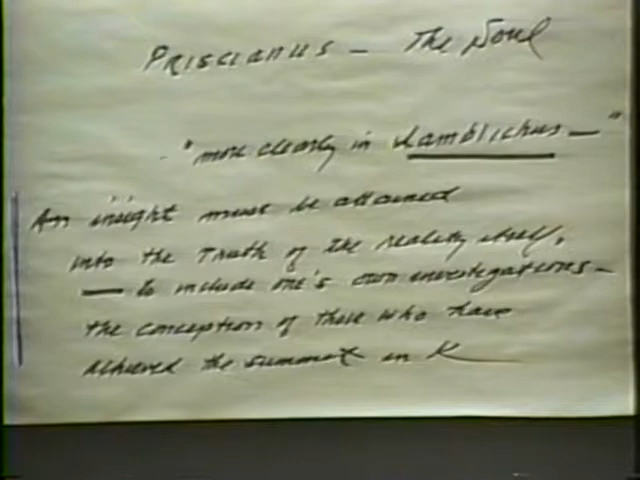 PRISCIANUS — The Soul
"more clearly in Iamblichus —"
An insight must be attained
into the Truth of the reality itself,
— to include one's own investigations —
the conception of those who have
achieved the summit in K